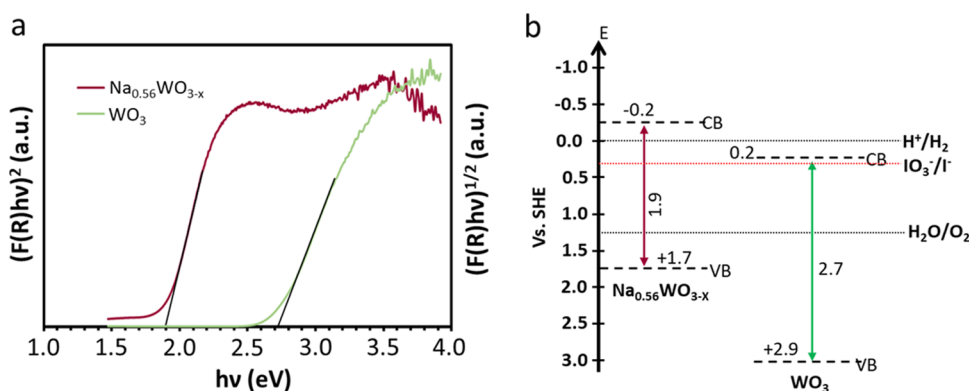 a
Na0.56WO3-x
WO3
(F(R)hν)2 (a.u.)
(F(R)hν)1/2 (a.u.)
1.0 1.5 2.0 2.5 3.0 3.5 4.0
hν (eV)
b
E
Vs. SHE
-1.0
-0.5
0.0
0.5
1.0
1.5
2.0
2.5
3.0
-0.2
CB
1.9
+1.7
VB
Na0.56WO3-x
0.2
CB
2.7
+2.9
VB
WO3
H+/H2
IO3-/I-
H2O/O2